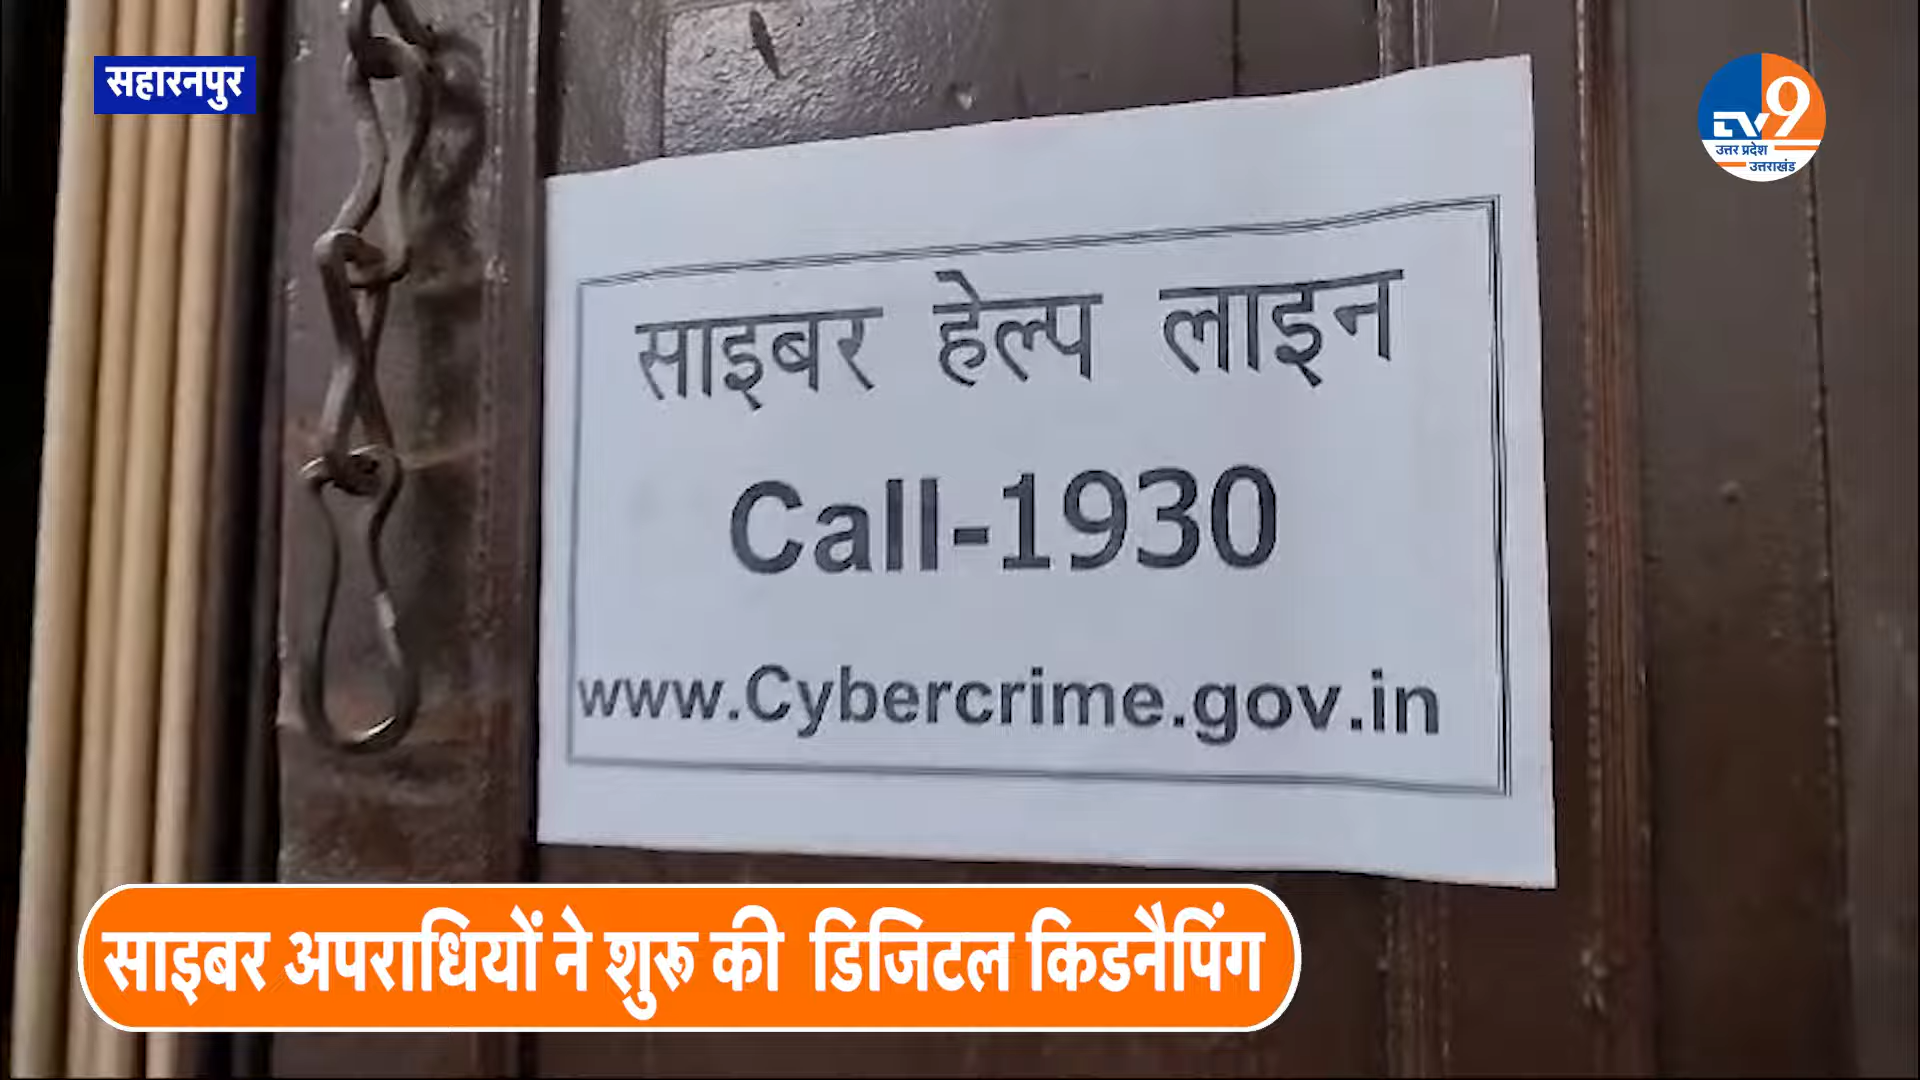 सहारनपुर
tv9
उत्तर प्रदेश
उत्तराखंड
साइबर हेल्प लाइन
Call-1930
www.Cybercrime.gov.in
साइबर अपराधियों ने शुरू की डिजिटल किडनैपिंग